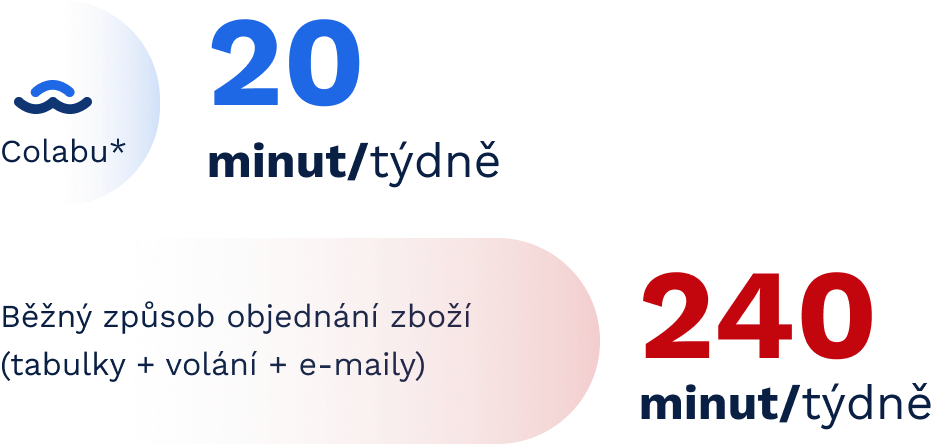 20
Colabu*
minut/týdně
Běžný způsob objednání zboží
(tabulky + volání + e-maily)
240
minut/týdně